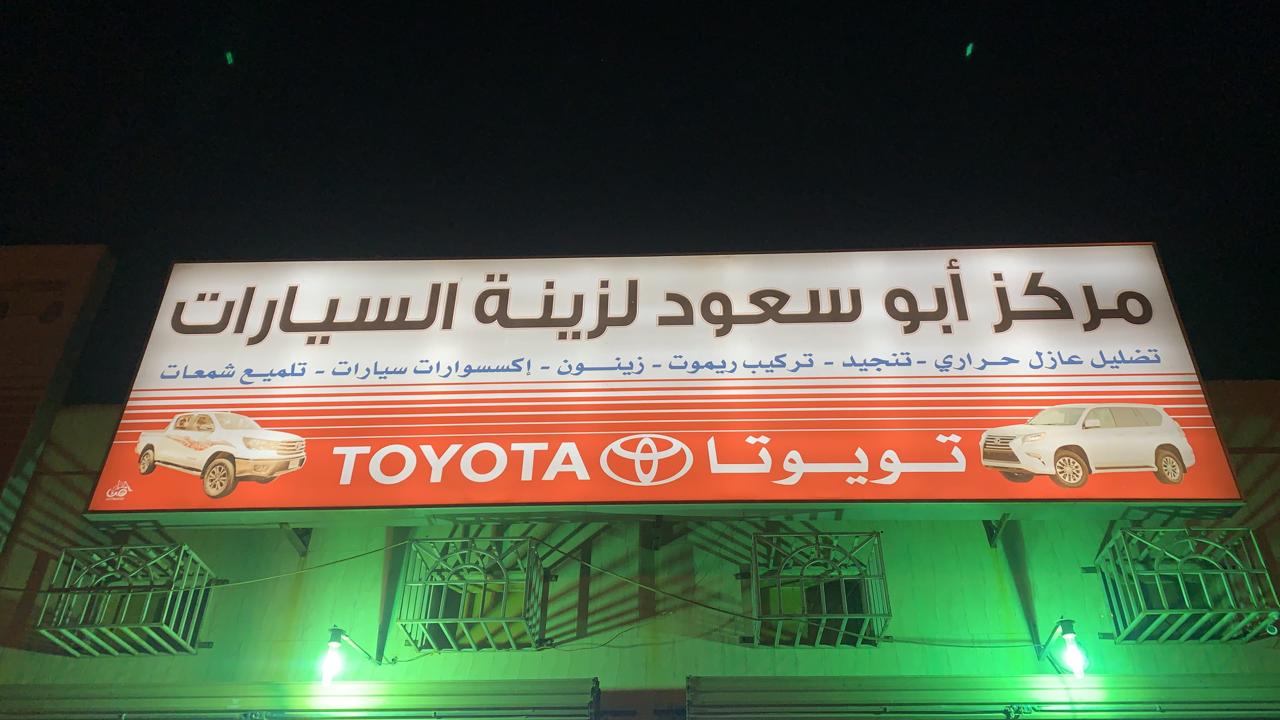 مركز أبو سعود لزينة السيارات
تضليل عازل حراري - تنجيد - تركيب ريموت - زينون - إكسسوارات سيارات - تلميع شمعات
تويوتا TOYOTA